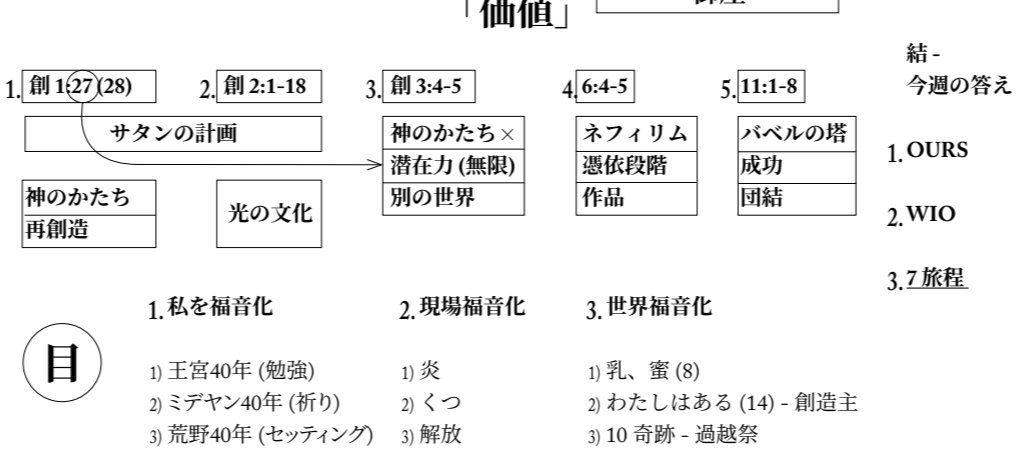 「価値」
1. 創 1:27 (28)
2. 創 2:1-18
3. 創 3:4-5
4. 6:4-5
5. 11:1-8
サタンの計画
神のかたち
再創造
光の文化
神のかたち×
潜在力 (無限)
別の世界
ネフィリム
憑依段階
作品
バベルの塔
成功
団結
結 -
今週の答え
1. OURS
2. WIO
3. 7 旅程
目
1. 私を福音化
1) 王宮40年 (勉強)
2) ミデヤン40年 (祈り)
3) 荒野40年 (セッティング)
2. 現場福音化
1) 炎
2) くつ
3) 解放
3. 世界福音化
1) 乳、蜜 (8)
2) わたしはある (14) - 創造主
3) 10 奇跡 - 過越祭